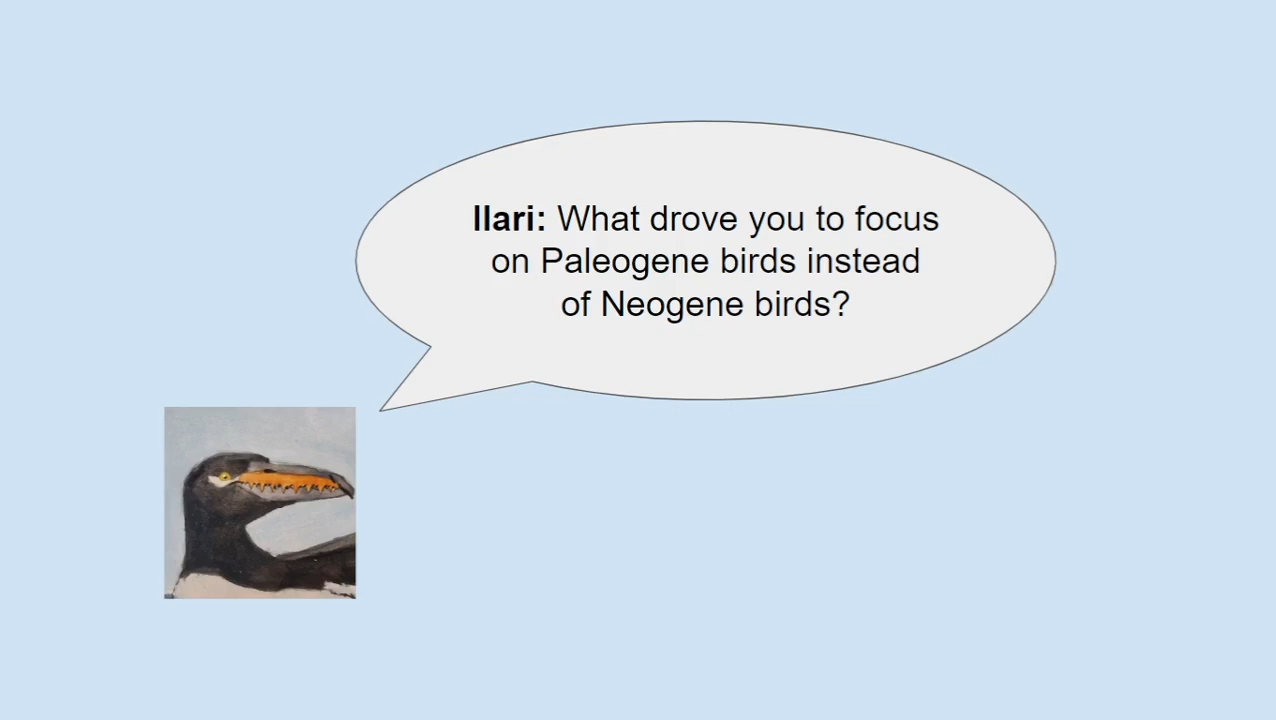 Ilari: What drove you to focus
on Paleogene birds instead
of Neogene birds?